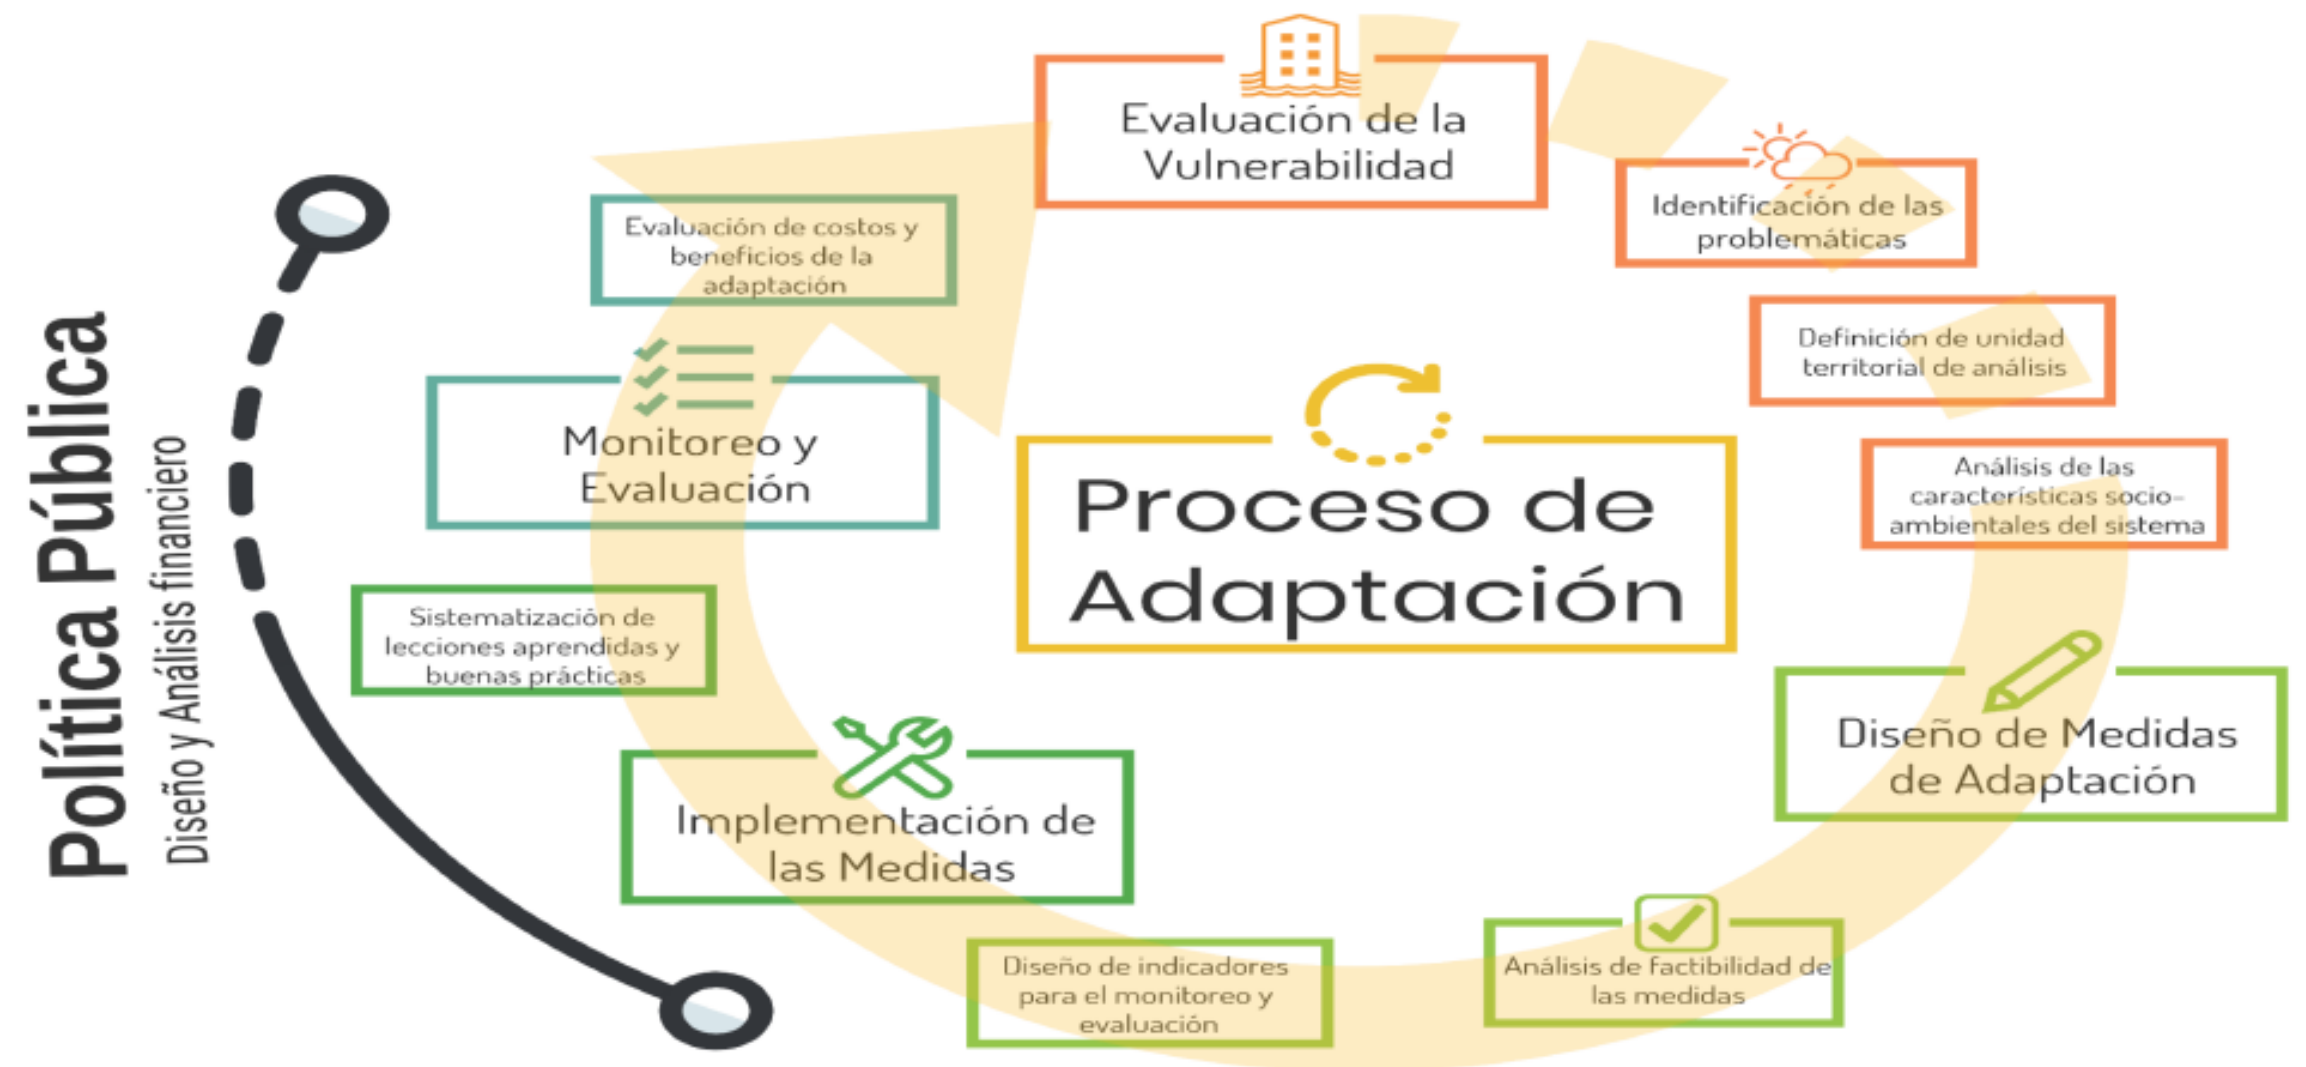 Política Pública
Diseño y Análisis financiero
Evaluación de la
Vulnerabilidad
Identificación de las
problemáticas
Definición de unidad
territorial de análisis
Análisis de las
características socio-
ambientales del sistema
Diseño de Medidas
de Adaptación
Análisis de factibilidad de
las medidas
Diseño de indicadores
para el monitoreo y
evaluación
Implementación de
las Medidas
Sistematización de
lecciones aprendidas y
buenas prácticas
Monitoreo y
Evaluación
Evaluación de costos y
beneficios de la
adaptación
Proceso de
Adaptación